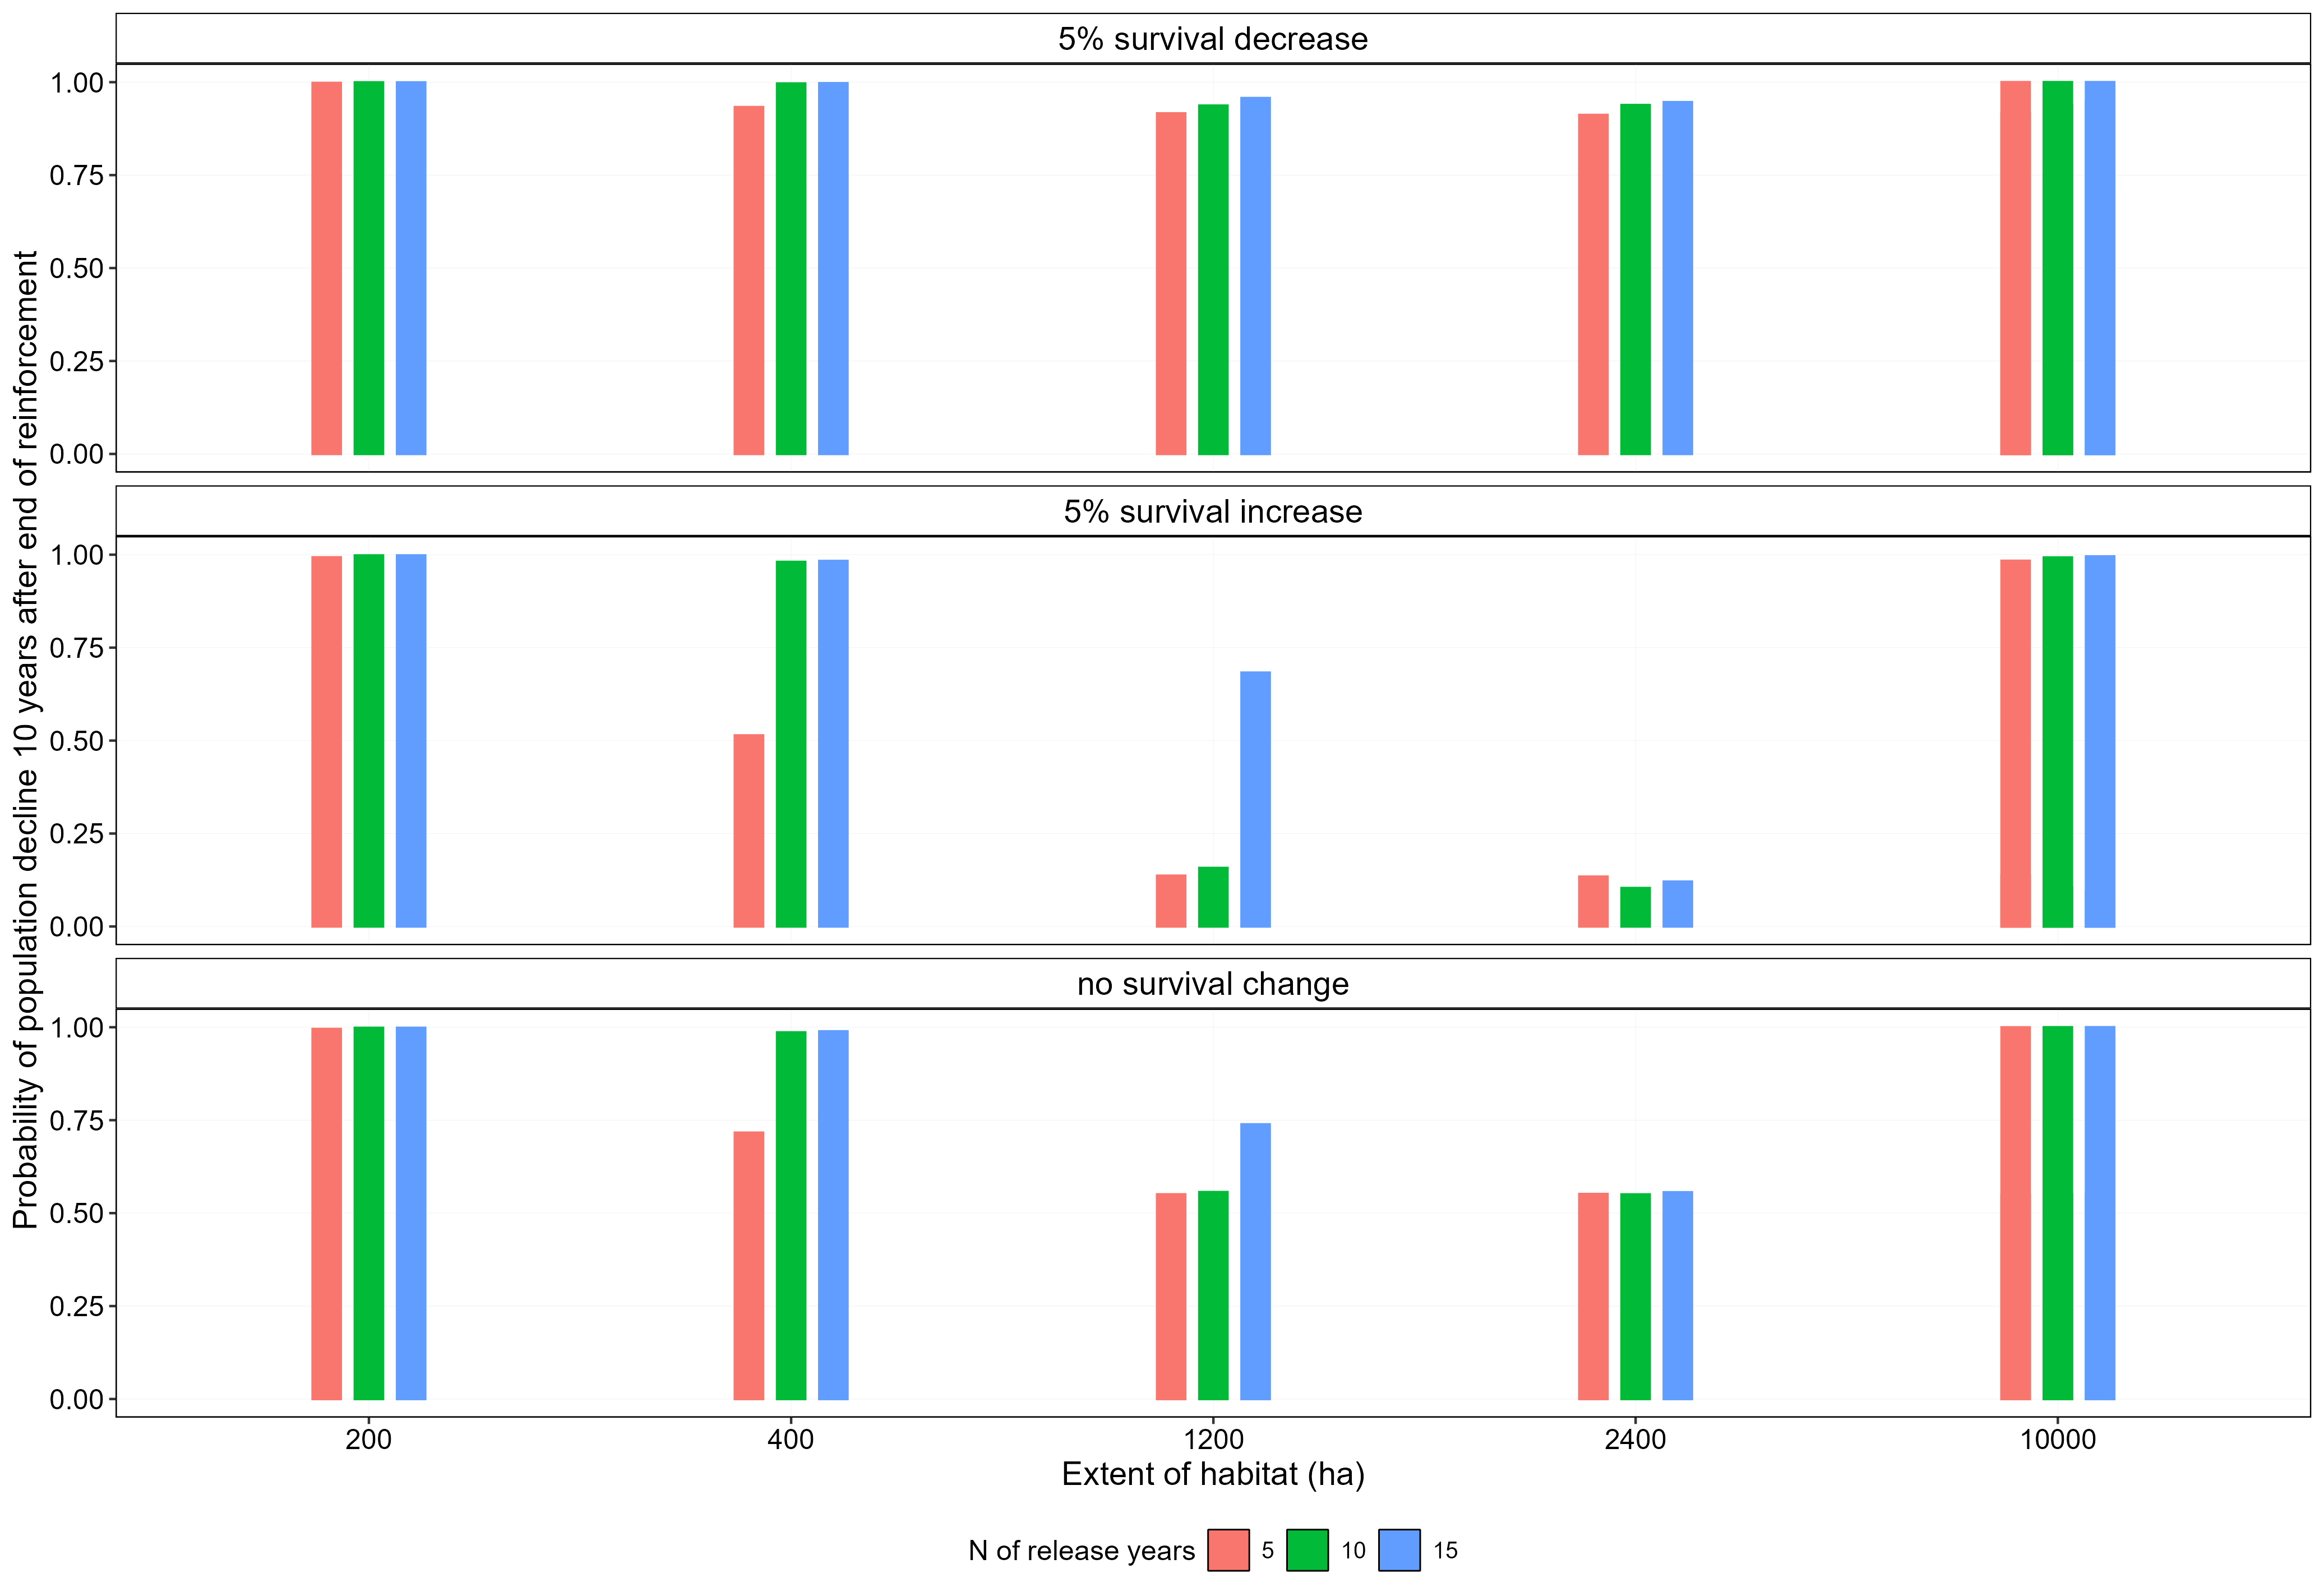 Probability of population decline 10 years after end of reinforcement
5% survival decrease
1.00
0.75
0.50
0.25
0.00
5% survival increase
1.00
0.75
0.50
0.25
0.00
no survival change
1.00
0.75
0.50
0.25
0.00
200 400 1200 2400 10000
Extent of habitat (ha)
N of release years 5 10 15